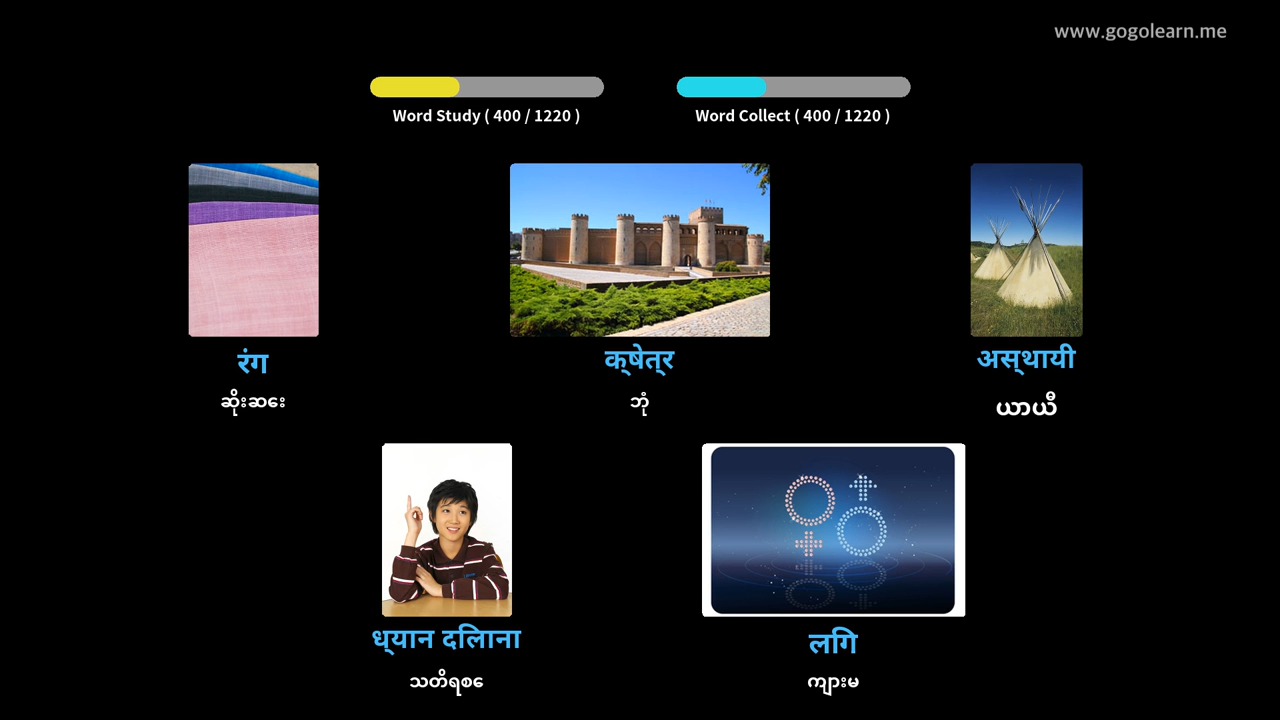 www.gogolearn.me
Word Study ( 400 / 1220 )
Word Collect ( 400 / 1220 )
रंग
क्षेत्र
अस्थायी
ဆိုးဆေး
ဘုံ
ယာယီ
ध्यान दलिाना
लगि
သတိရစေ
ကျားမ